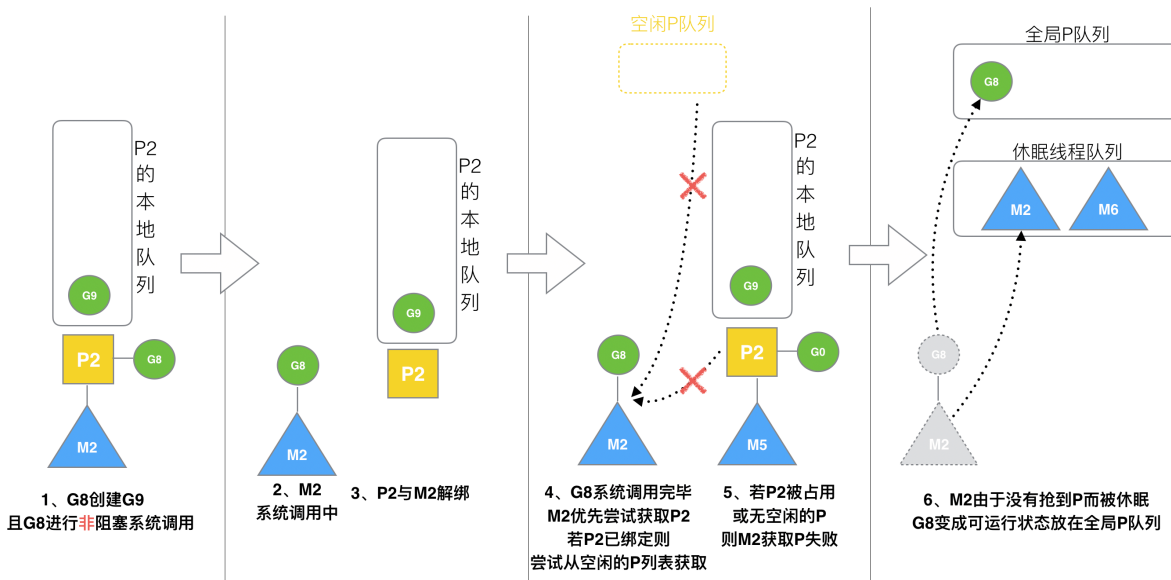 P2的本地队列
G9
P2
G8
M2
1、G8创建G9
且G8进行非阻塞系统调用
P2的本地队列
G9
G8
P2
M2
2、M2
系统调用中
3、P2与M2解绑
空闲P队列
P2的本地队列
G9
G8
P2
G0
M2
M5
4、G8系统调用完毕
M2优先尝试获取P2
若P2已绑定则
尝试从空闲的P列表获取
5、若P2被占用
或无空闲的P
则M2获取P失败
全局P队列
G8
休眠线程队列
M2
M6
G8
M2
6、M2由于没有抢到P而被休眠
G8变成可运行状态放在全局P队列